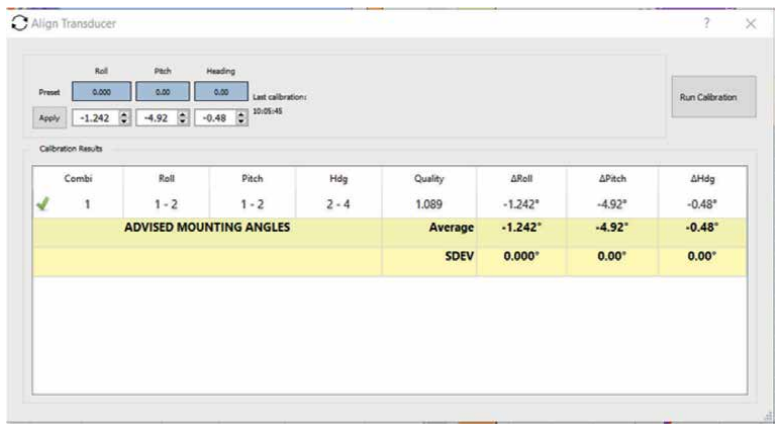 Align Transducer ?
Roll Pitch Heading
Preset 0.000 0.00 0.00 Last calibration:
Apply -1.242 -4.92 -0.48 10:05:45
Run Calibration
Calibration Results
Combi Roll Pitch Hdg Quality ΔRoll ΔPitch ΔHdg
1 1 - 2 1 - 2 2 - 4 1.089 -1.242° -4.92° -0.48°
ADVISED MOUNTING ANGLES Average -1.242° -4.92° -0.48°
SDEV 0.000° 0.00° 0.00°